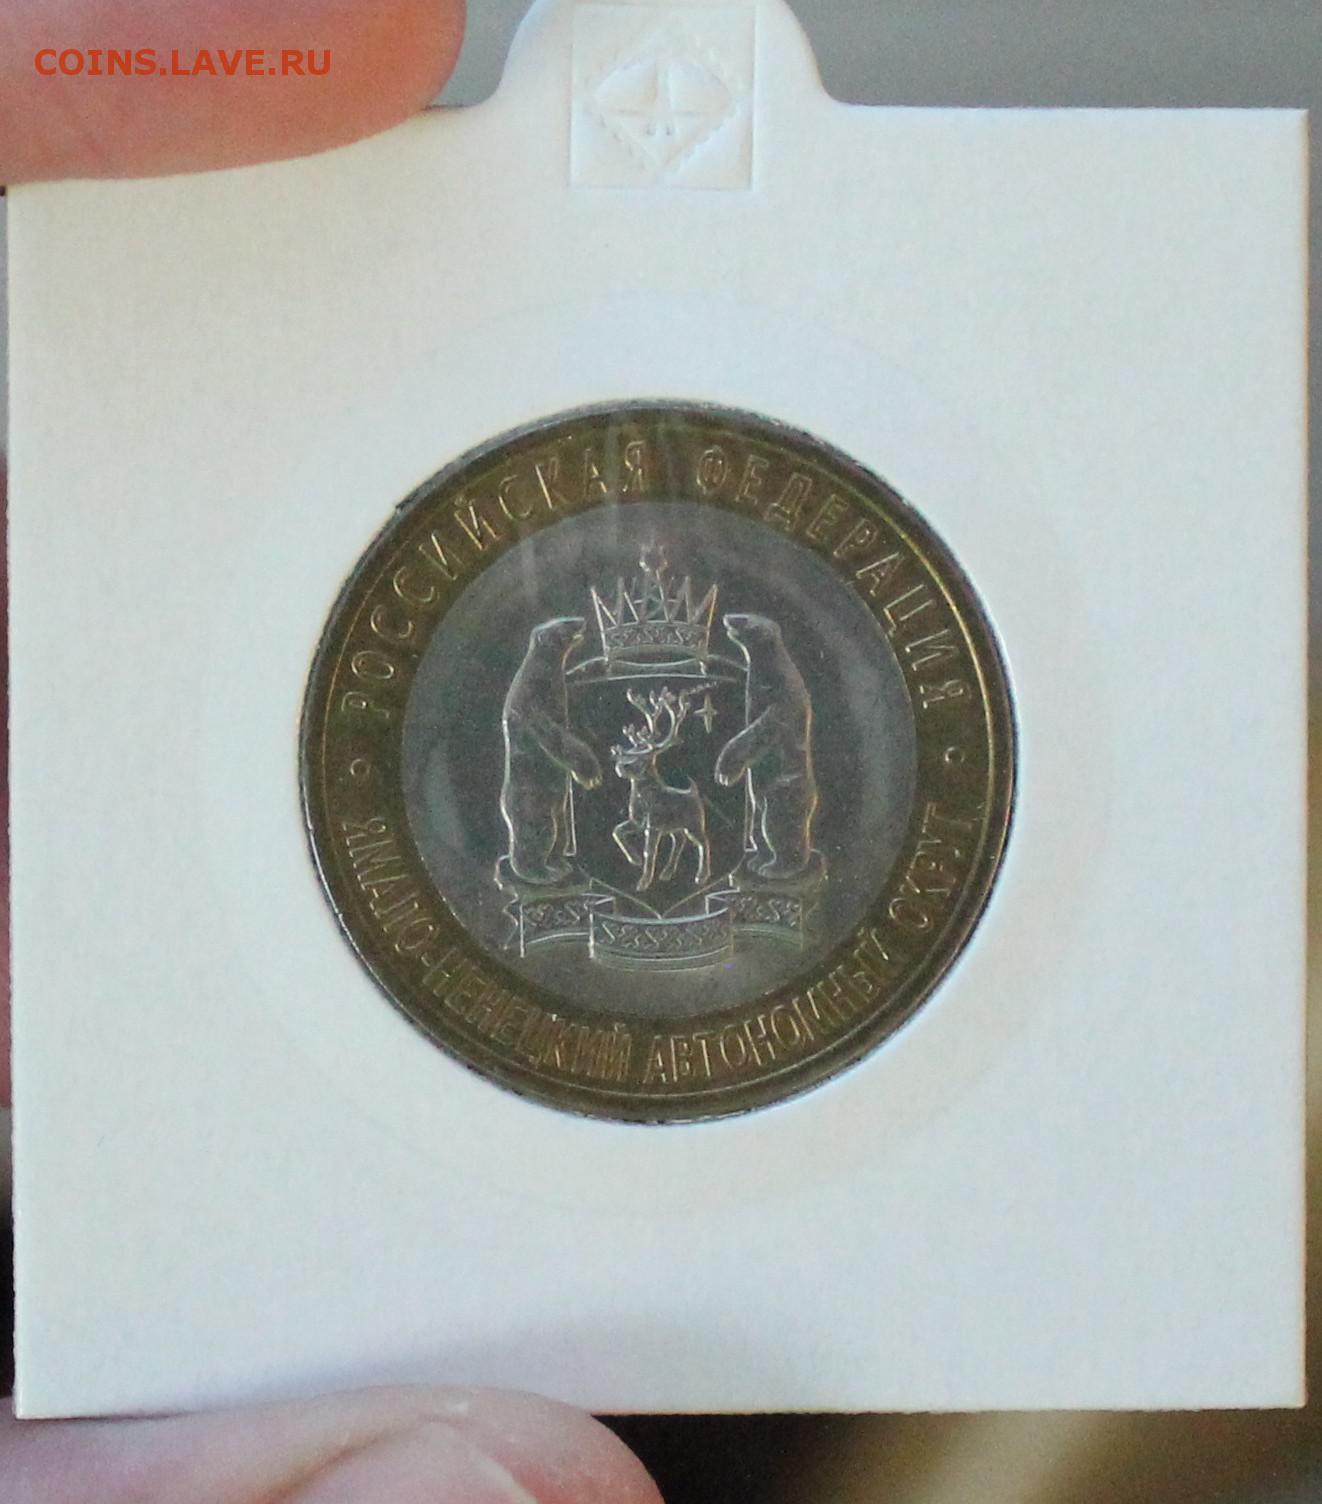 COINS.LAVE.RU
РОССИЙСКАЯ ФЕДЕРАЦИЯ
ЯМАЛО-НЕНЕЦКИЙ АВТОНОМНЫЙ ОКРУГ